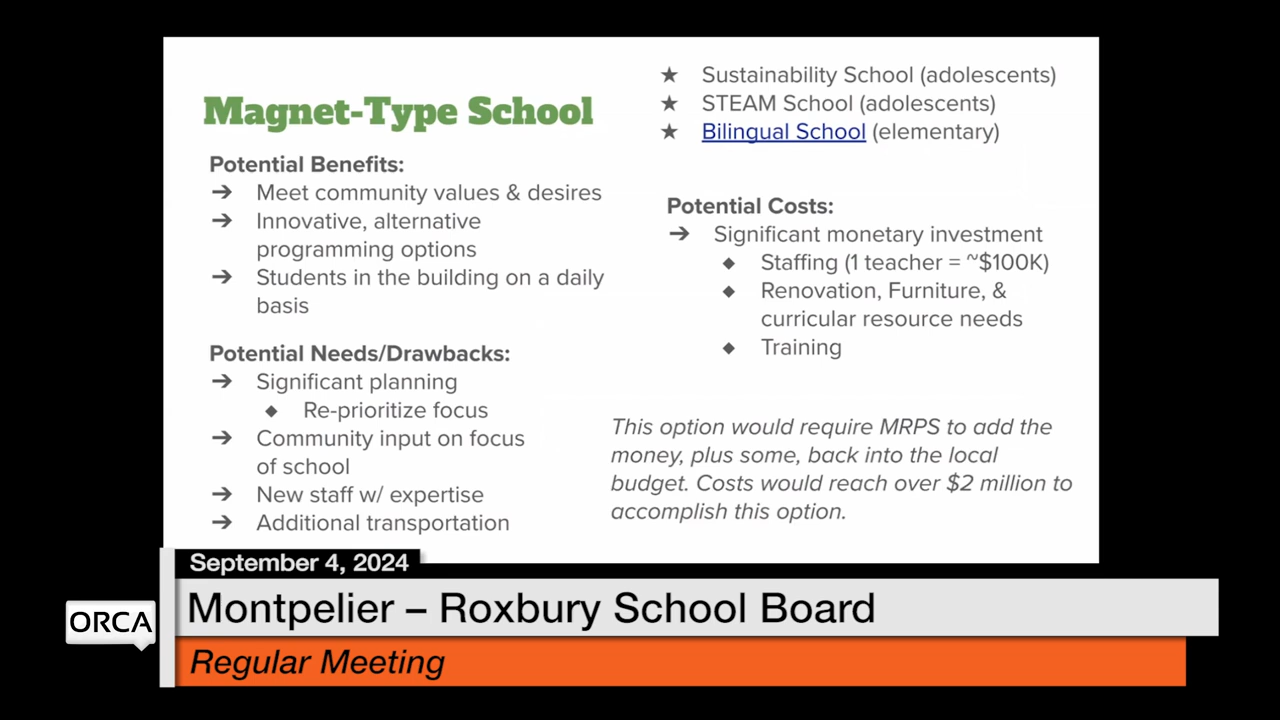 Magnet-Type School
Potential Benefits:
➔ Meet community values & desires
➔ Innovative, alternative
programming options
➔ Students in the building on a daily
basis
Potential Needs/Drawbacks:
➔ Significant planning
◆ Re-prioritize focus
➔ Community input on focus
of school
➔ New staff w/ expertise
➔ Additional transportation
★ Sustainability School (adolescents)
★ STEAM School (adolescents)
★ Bilingual School (elementary)
Potential Costs:
➔ Significant monetary investment
◆ Staffing (1 teacher = ~$100K)
◆ Renovation, Furniture, &
curricular resource needs
◆ Training
This option would require MRPS to add the
money, plus some, back into the local
budget. Costs would reach over $2 million to
accomplish this option.
September 4, 2024
ORCA
Montpelier – Roxbury School Board
Regular Meeting